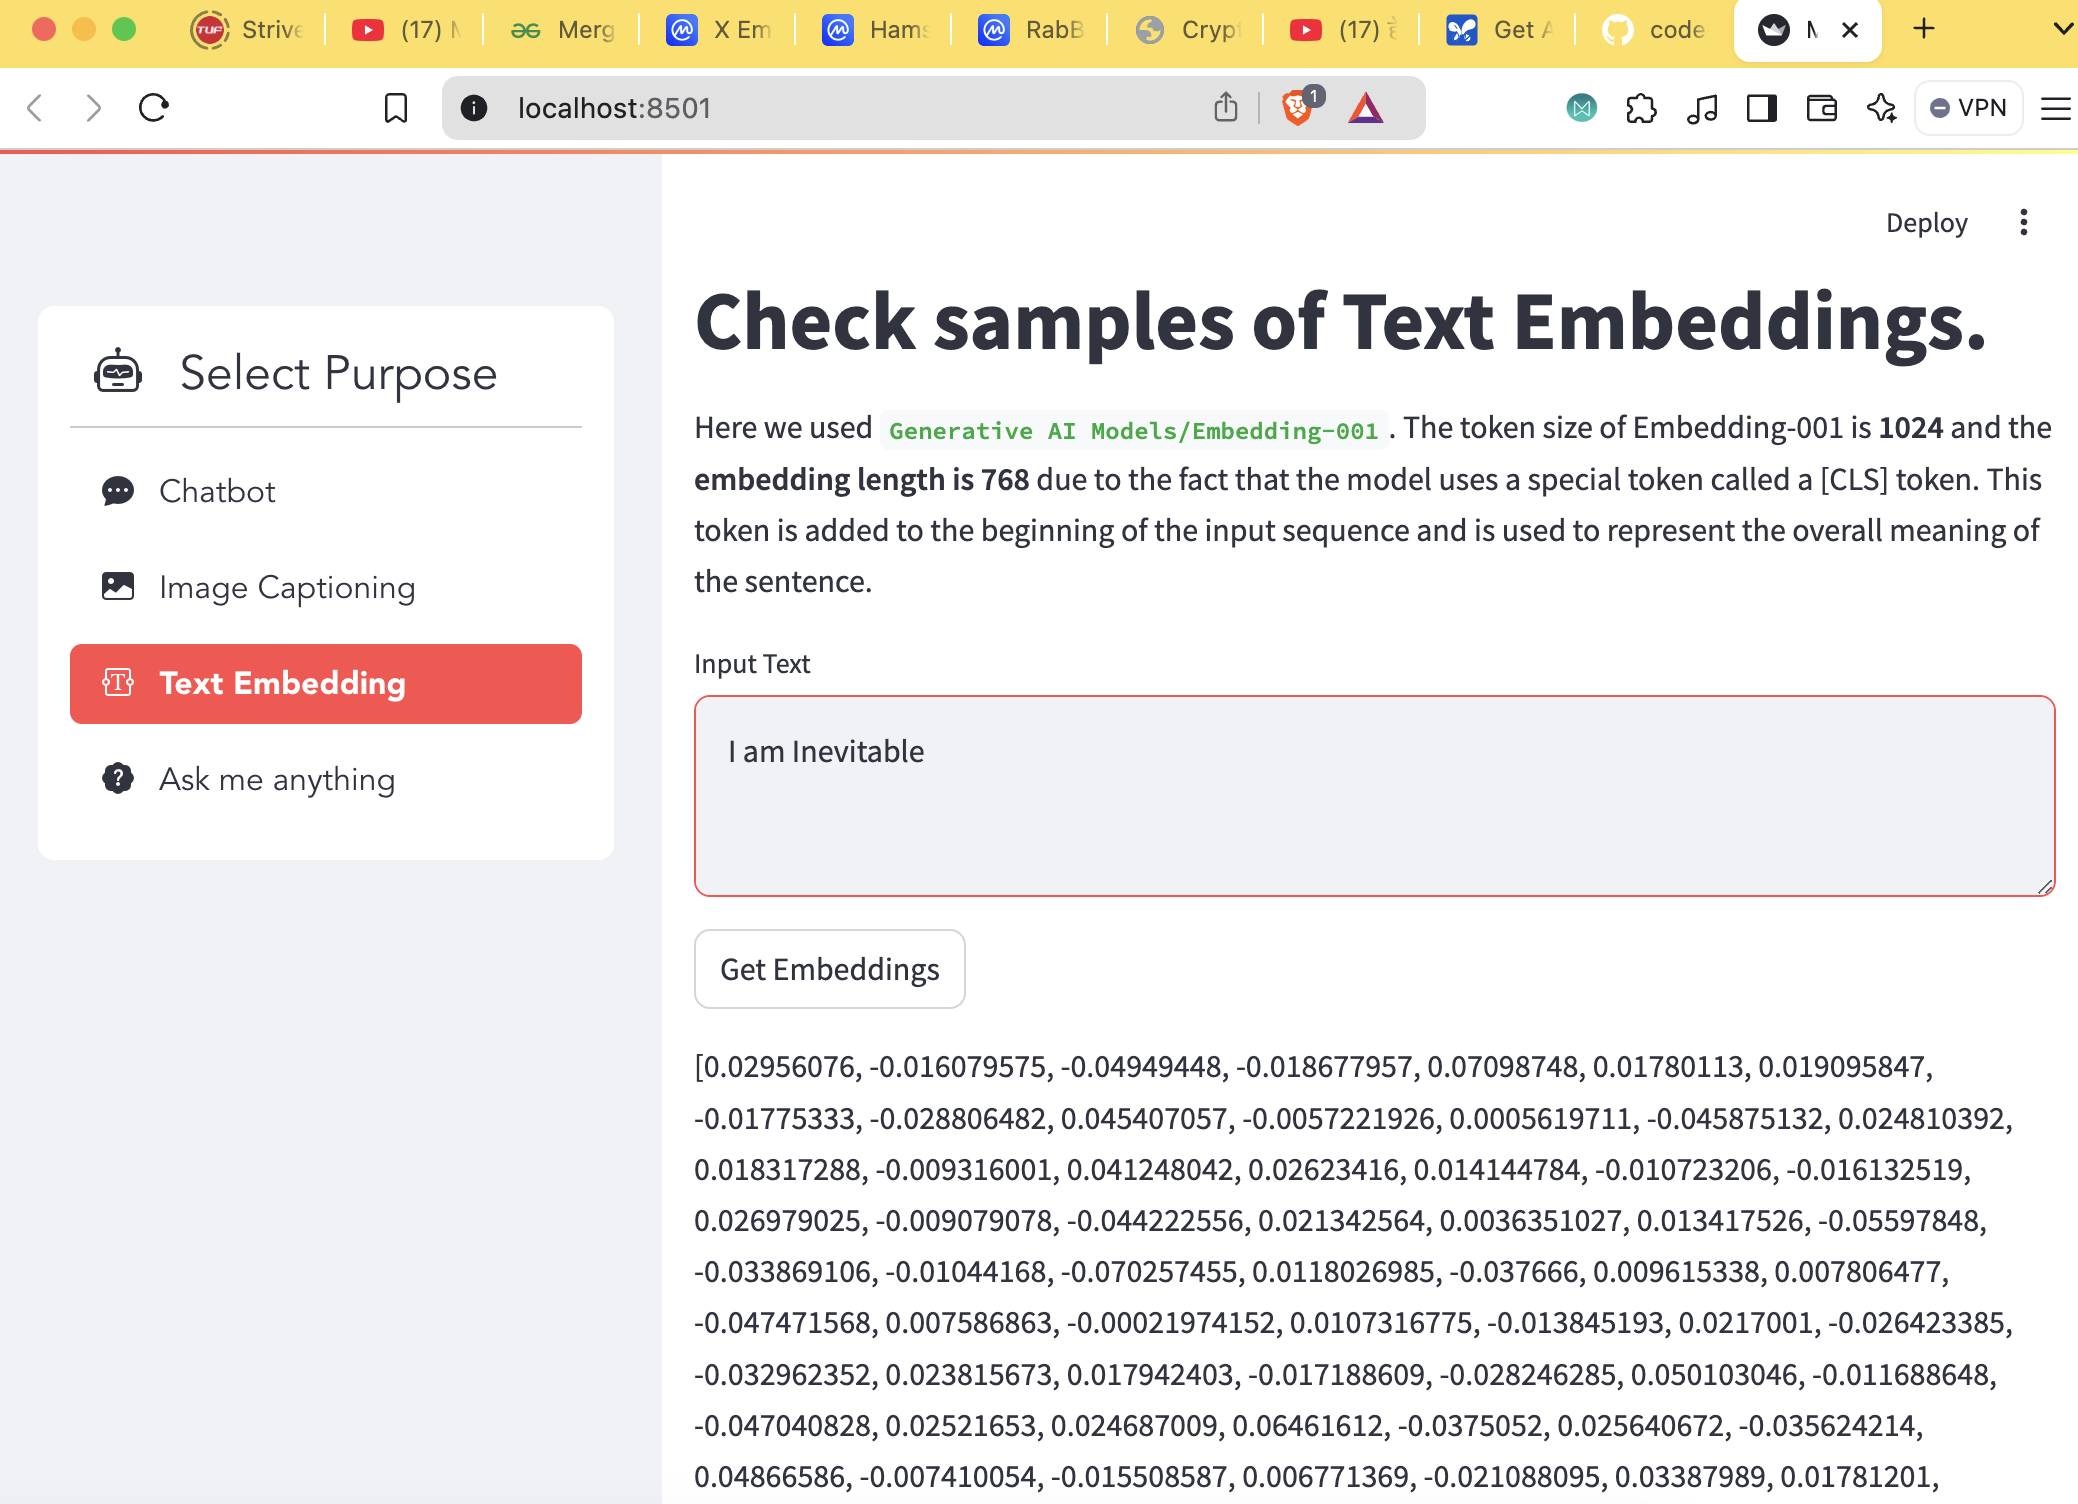 TUF Strive (17) Merg X Em Hams RabB Cryp (17) Get A code
localhost:8501 1 VPN
Deploy
Check samples of Text Embeddings.
Select Purpose
Chatbot
Image Captioning
Text Embedding
Ask me anything
Here we used Generative AI Models/Embedding-001 . The token size of Embedding-001 is 1024 and the
embedding length is 768 due to the fact that the model uses a special token called a [CLS] token. This
token is added to the beginning of the input sequence and is used to represent the overall meaning of
the sentence.
Input Text
I am Inevitable
Get Embeddings
[0.02956076, -0.016079575, -0.04949448, -0.018677957, 0.07098748, 0.01780113, 0.019095847,
-0.01775333, -0.028806482, 0.045407057, -0.0057221926, 0.0005619711, -0.045875132, 0.024810392,
0.018317288, -0.009316001, 0.041248042, 0.02623416, 0.014144784, -0.010723206, -0.016132519,
0.026979025, -0.009079078, -0.044222556, 0.021342564, 0.0036351027, 0.013417526, -0.05597848,
-0.033869106, -0.01044168, -0.070257455, 0.0118026985, -0.037666, 0.009615338, 0.007806477,
-0.047471568, 0.007586863, -0.00021974152, 0.0107316775, -0.013845193, 0.0217001, -0.026423385,
-0.032962352, 0.023815673, 0.017942403, -0.017188609, -0.028246285, 0.050103046, -0.011688648,
-0.047040828, 0.02521653, 0.024687009, 0.06461612, -0.0375052, 0.025640672, -0.035624214,
0.04866586, -0.007410054, -0.015508587, 0.006771369, -0.021088095, 0.03387989, 0.01781201,